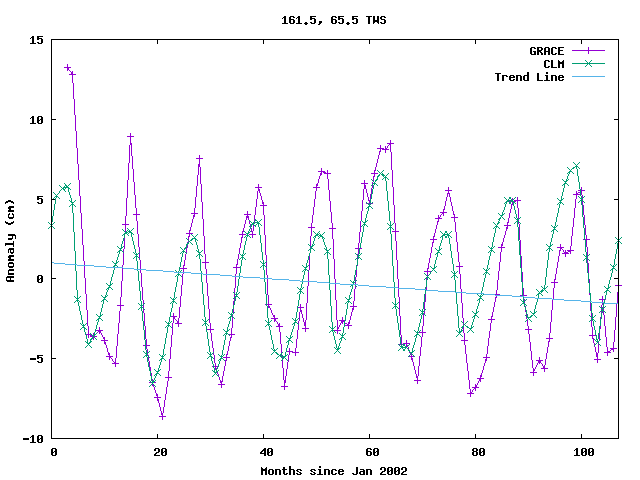 161.5, 65.5 TWS
GRACE
CLM
Trend Line
Anomaly (cm)
15
10
5
0
-5
-10
0 20 40 60 80 100
Months since Jan 2002